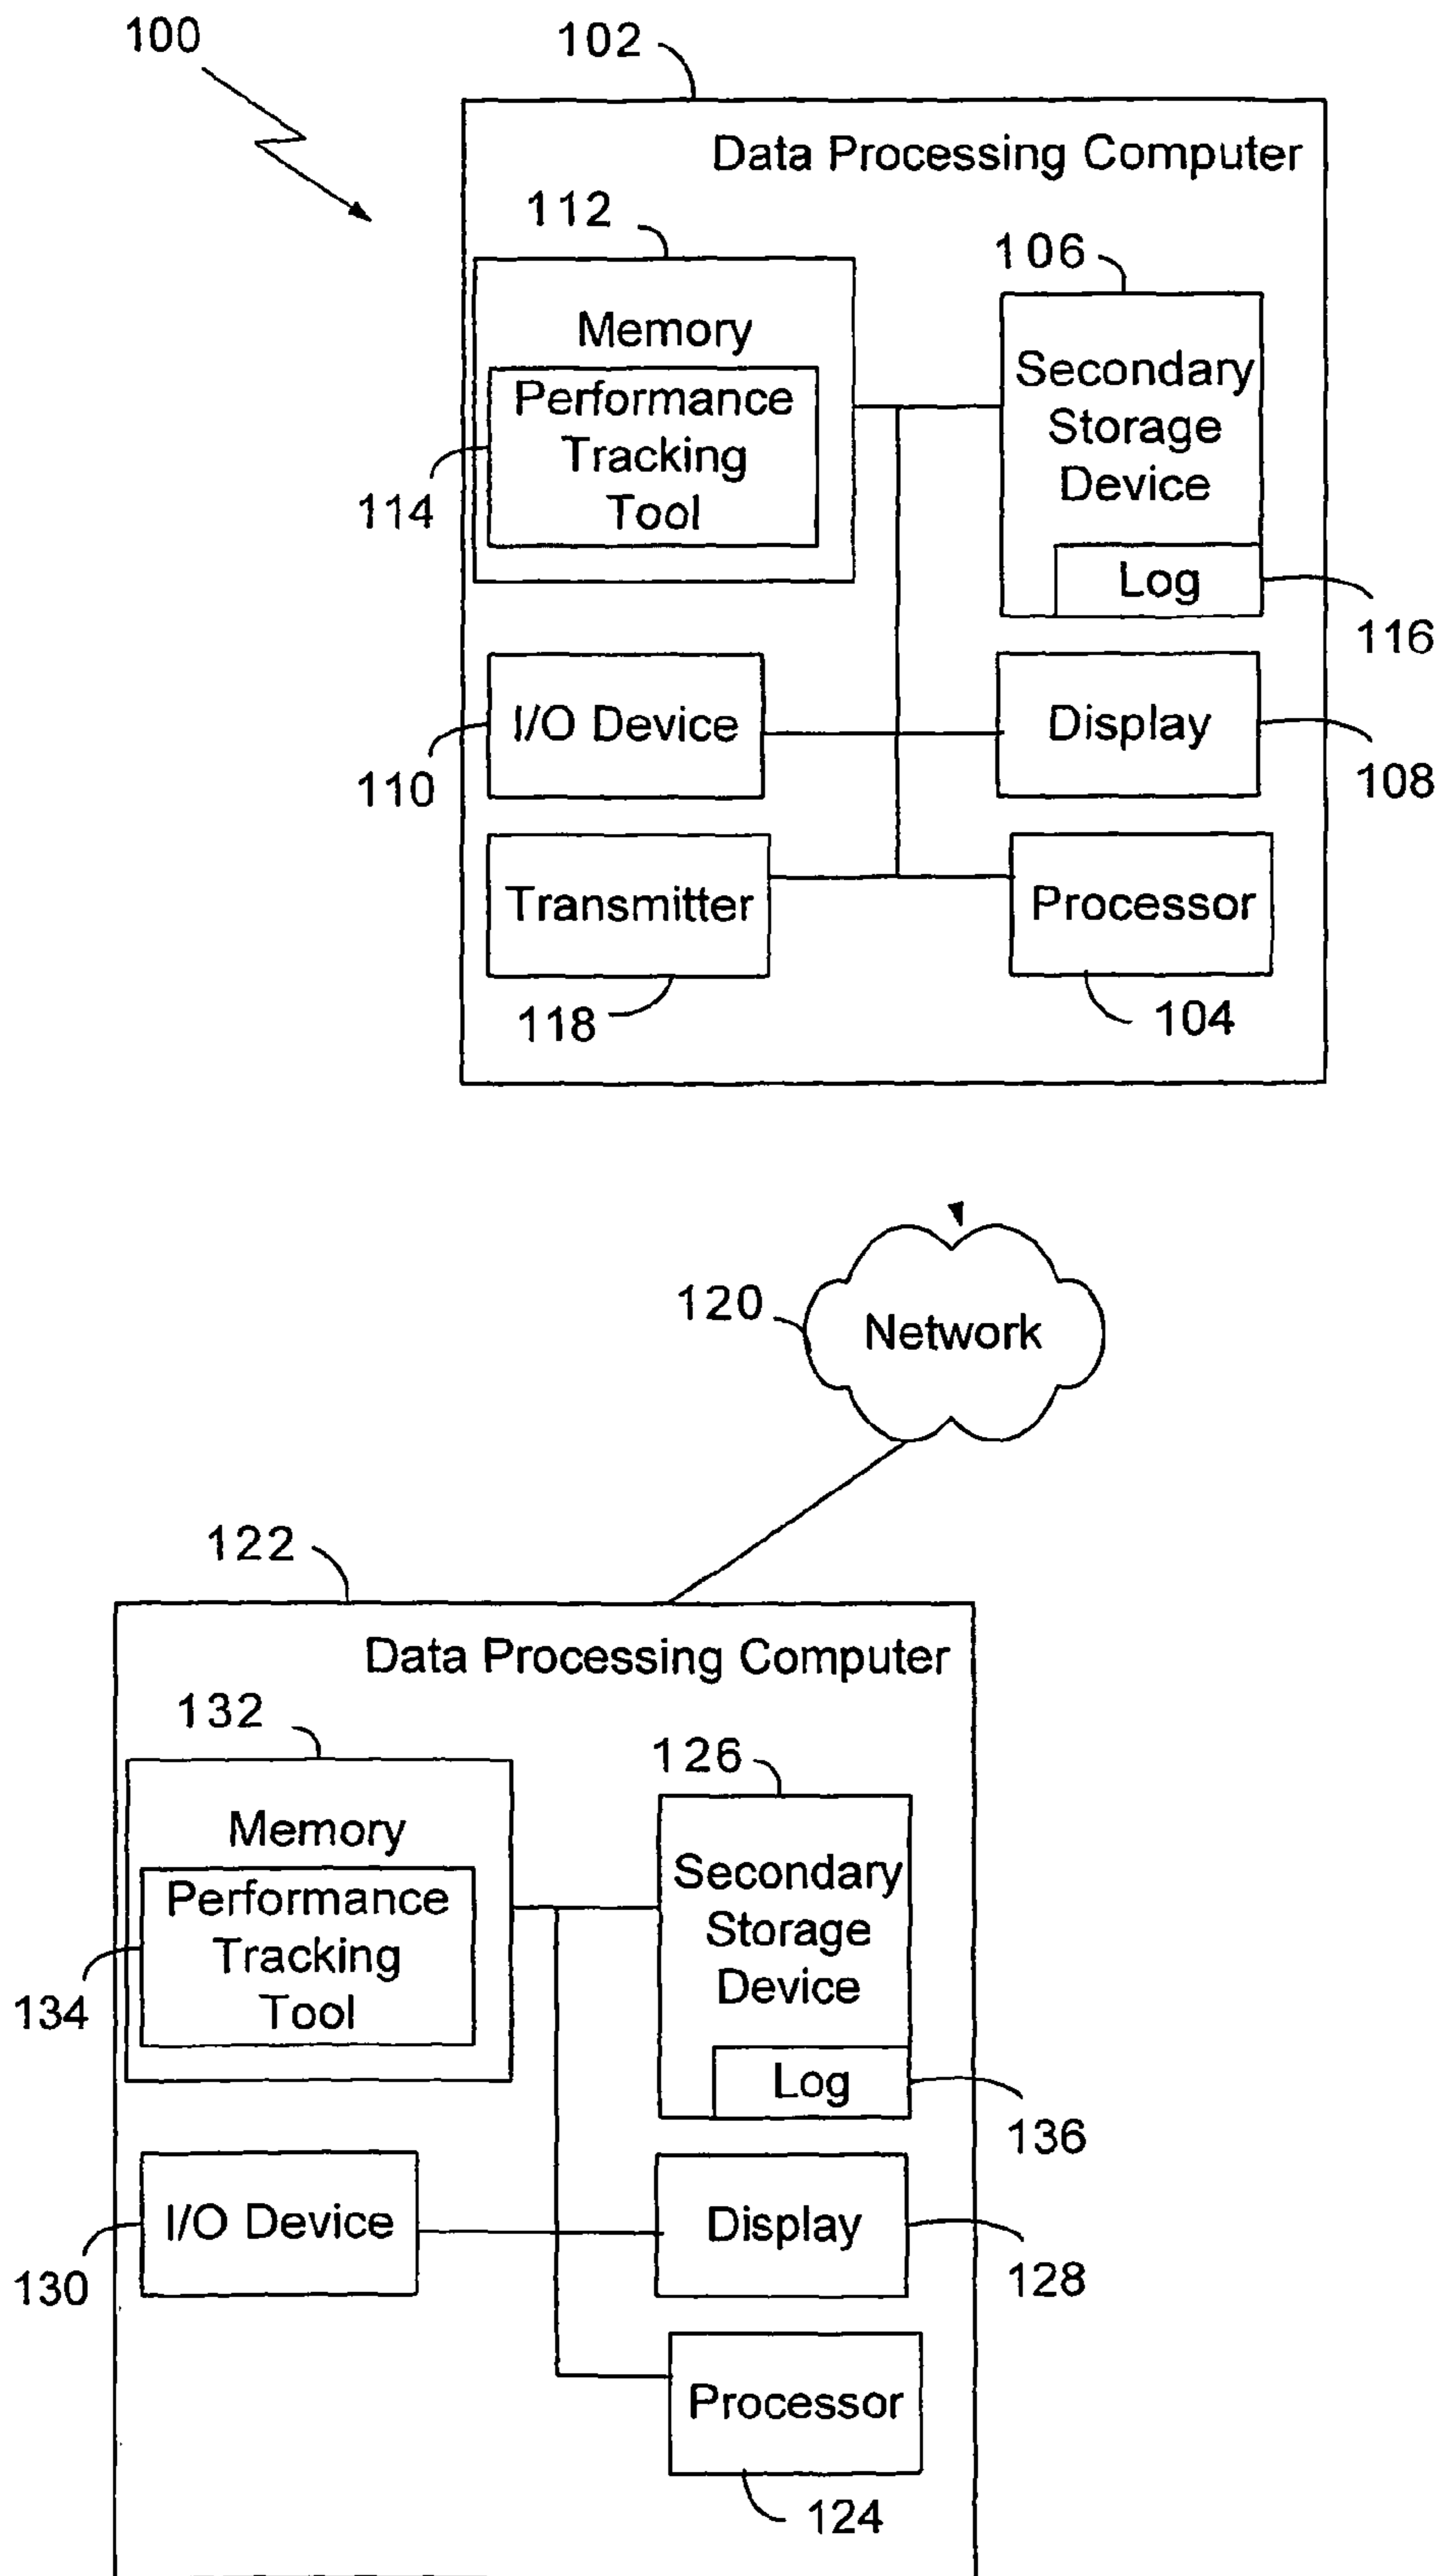 100
102
Data Processing Computer
112
106
Memory
Performance
Tracking
Tool
114
Secondary
Storage
Device
Log
116
I/O Device
110
Display
108
Transmitter
118
Processor
104
120
Network
122
Data Processing Computer
132
126
Memory
Performance
Tracking
Tool
134
Secondary
Storage
Device
Log
136
I/O Device
130
Display
128
Processor
124